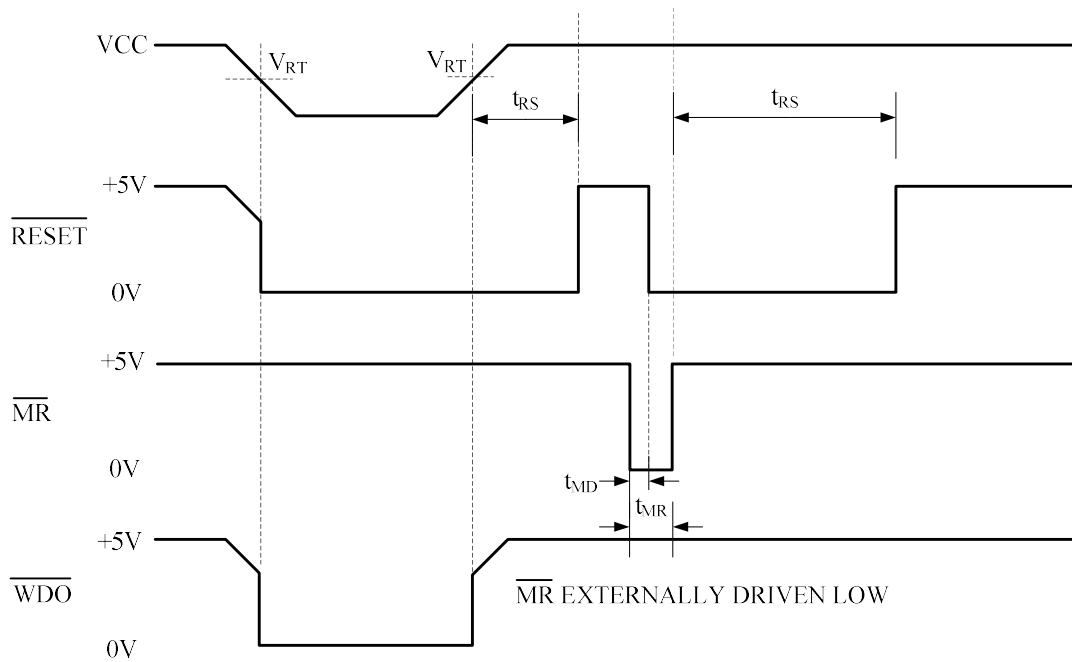 VCC
VRT
VRT
tRS
tRS
+5V
RESET
0V
+5V
MR
0V
tMD
tMR
+5V
WDO
MR EXTERNALLY DRIVEN LOW
0V